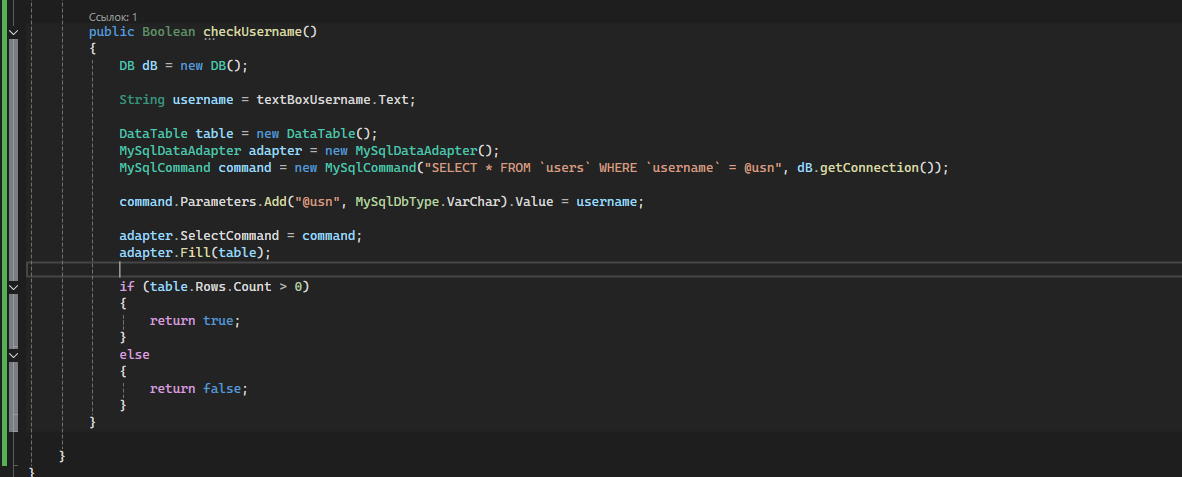 Ссылок: 1
public Boolean checkUsername()
{
DB dB = new DB();
String username = textBoxUsername.Text;
DataTable table = new DataTable();
MySqlDataAdapter adapter = new MySqlDataAdapter();
MySqlCommand command = new MySqlCommand("SELECT * FROM `users` WHERE `username` = @usn", dB.getConnection());
command.Parameters.Add("@usn", MySqlDbType.VarChar).Value = username;
adapter.SelectCommand = command;
adapter.Fill(table);
if (table.Rows.Count > 0)
{
return true;
}
else
{
return false;
}
}
}
}